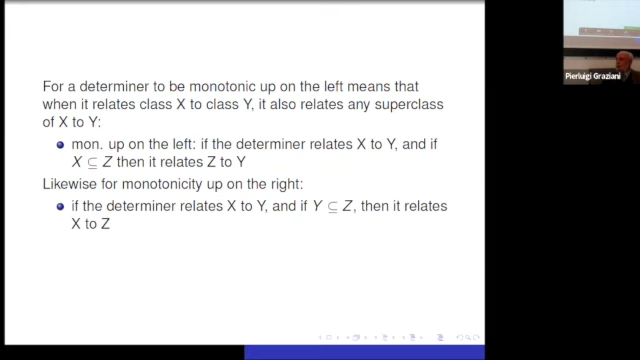 For a determiner to be monotonic up on the left means that
when it relates class X to class Y, it also relates any superclass
of X to Y:
mon. up on the left: if the determiner relates X to Y, and if
X ⊆ Z then it relates Z to Y
Likewise for monotonicity up on the right:
if the determiner relates X to Y, and if Y ⊆ Z, then it relates
X to Z
Pierluigi Graziani